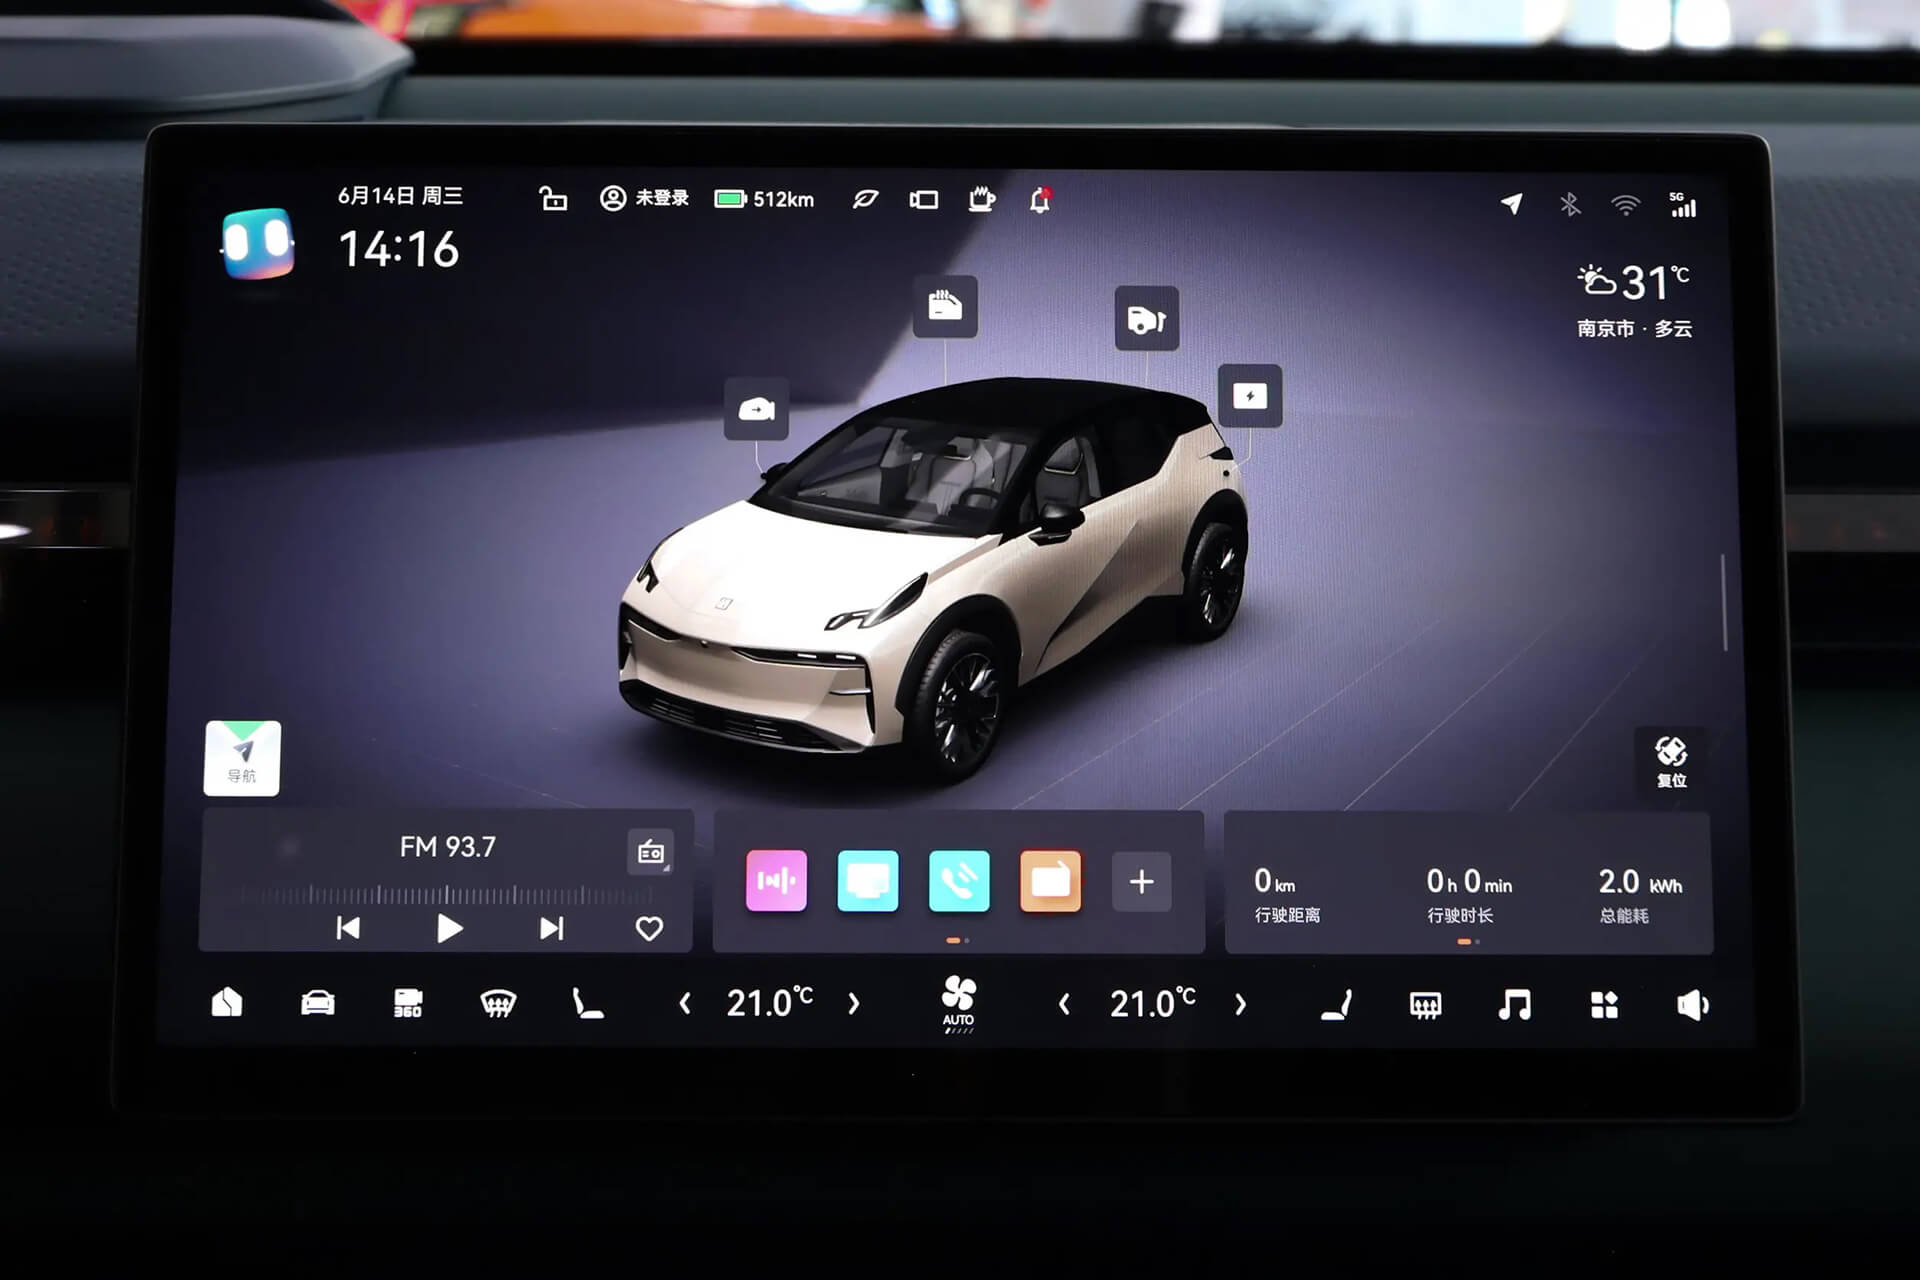 6月14日 周三
14:16
未登录
512km
5G
31℃
南京市 · 多云
导航
复位
FM 93.7
0 km
行驶距离
0 h 0 min
行驶时长
2.0 kWh
总能耗
360
21.0℃
AUTO
21.0℃